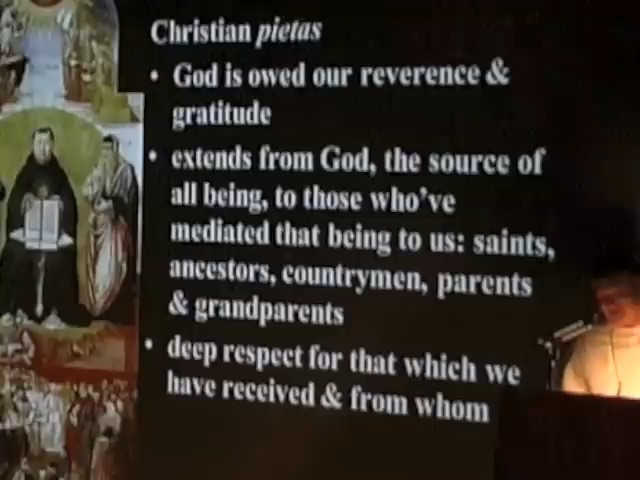 Christian pietas
• God is owed our reverence &
gratitude
• extends from God, the source of
all being, to those who've
mediated that being to us: saints,
ancestors, countrymen, parents
& grandparents
• deep respect for that which we
have received & from whom